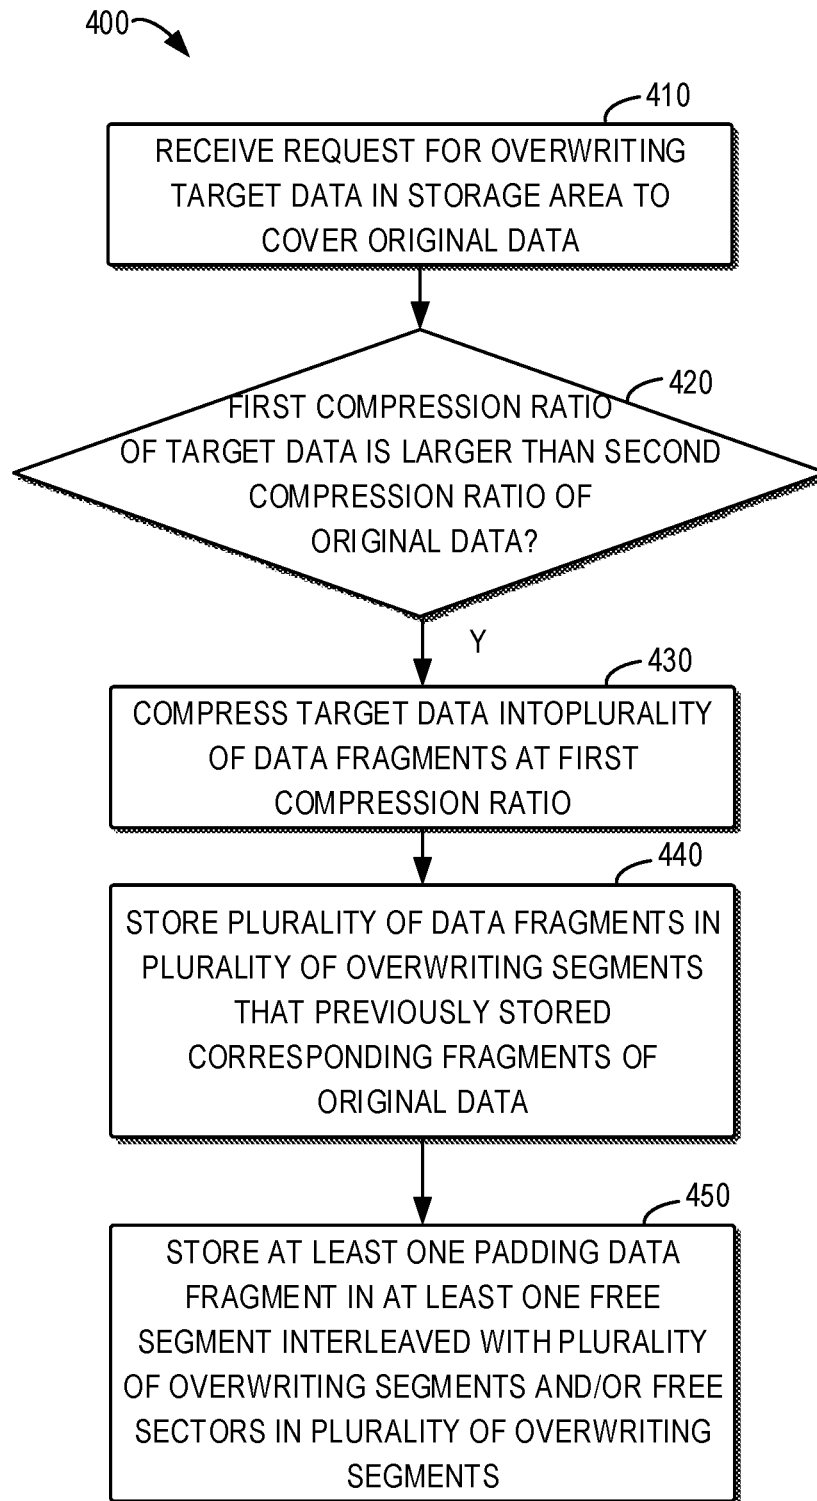 400
410
RECEIVE REQUEST FOR OVERWRITING
TARGET DATA IN STORAGE AREA TO
COVER ORIGINAL DATA
420
FIRST COMPRESSION RATIO
OF TARGET DATA IS LARGER THAN SECOND
COMPRESSION RATIO OF
ORIGINAL DATA?
Y
430
COMPRESS TARGET DATA INTOPLURALITY
OF DATA FRAGMENTS AT FIRST
COMPRESSION RATIO
440
STORE PLURALITY OF DATA FRAGMENTS IN
PLURALITY OF OVERWRITING SEGMENTS
THAT PREVIOUSLY STORED
CORRESPONDING FRAGMENTS OF
ORIGINAL DATA
450
STORE AT LEAST ONE PADDING DATA
FRAGMENT IN AT LEAST ONE FREE
SEGMENT INTERLEAVED WITH PLURALITY
OF OVERWRITING SEGMENTS AND/OR FREE
SECTORS IN PLURALITY OF OVERWRITING
SEGMENTS